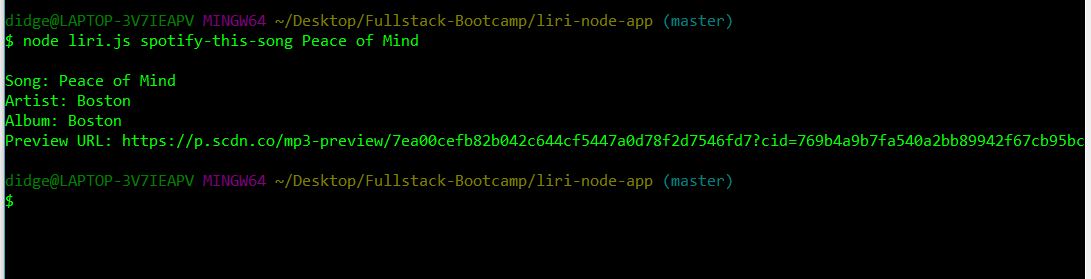 didge@LAPTOP-3V7IEAPV MINGW64 ~/Desktop/Fullstack-Bootcamp/liri-node-app (master)
$ node liri.js spotify-this-song Peace of Mind
Song: Peace of Mind
Artist: Boston
Album: Boston
Preview URL: https://p.scdn.co/mp3-preview/7ea00cefb82b042c644cf5447a0d78f2d7546fd7?cid=769b4a9b7fa540a2bb89942f67cb95bc
didge@LAPTOP-3V7IEAPV MINGW64 ~/Desktop/Fullstack-Bootcamp/liri-node-app (master)
$